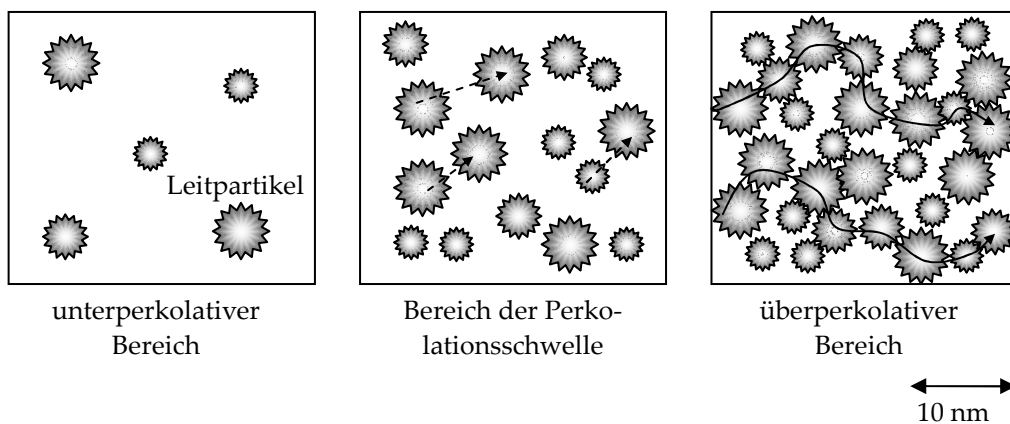 Leitpartikel
unterperkolativer
Bereich
Bereich der Perko-
lationsschwelle
überperkolativer
Bereich
10 nm